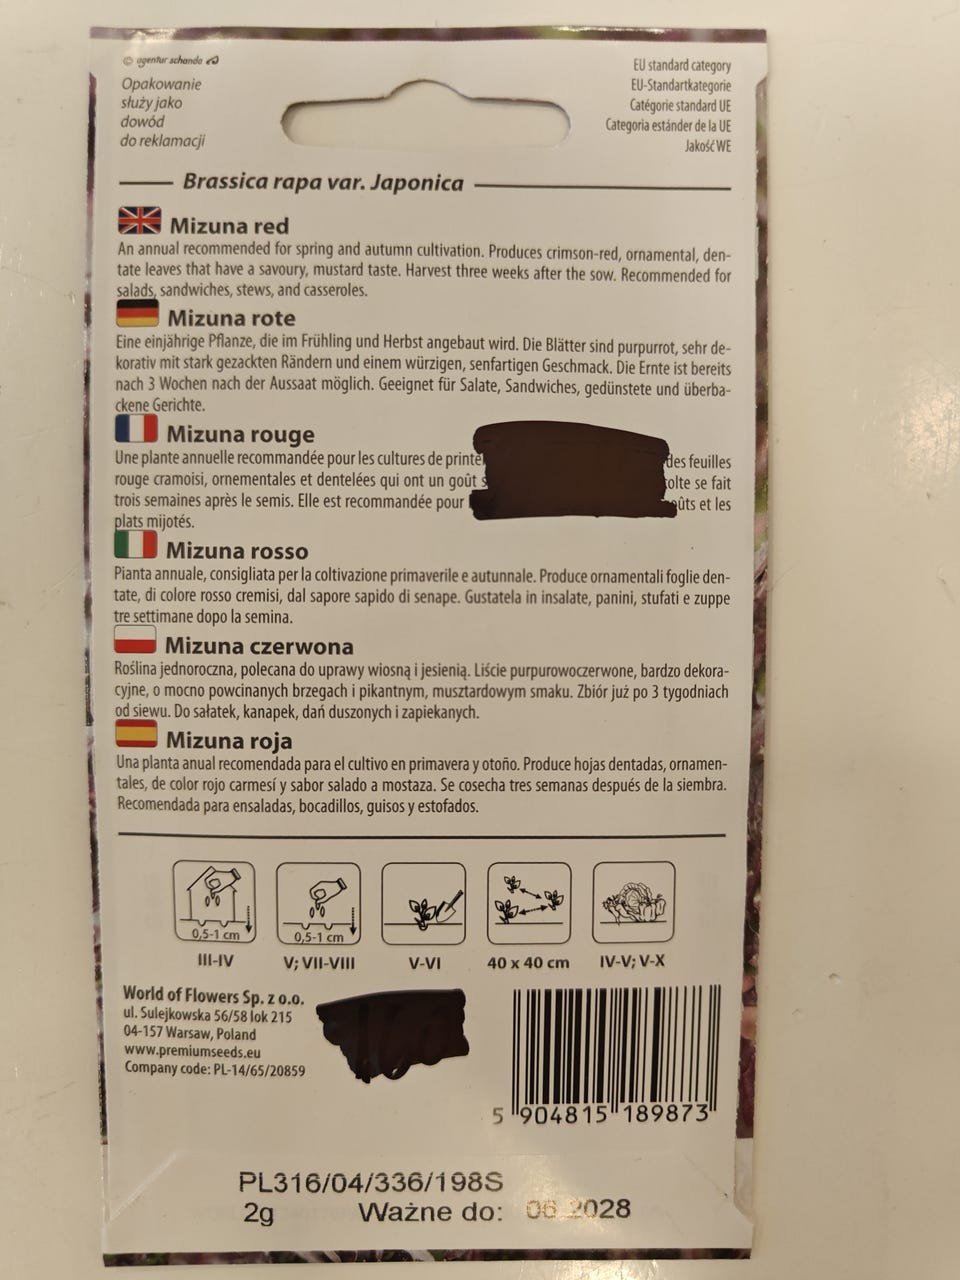 © agentur schanda
Opakowanie
służy jako
dowód
do reklamacji
EU standard category
EU-Standartkategorie
Catégorie standard UE
Categoria estánder de la UE
Jakość WE
Brassica rapa var. Japonica
Mizuna red
An annual recommended for spring and autumn cultivation. Produces crimson-red, ornamental, den-
tate leaves that have a savoury, mustard taste. Harvest three weeks after the sow. Recommended for
salads, sandwiches, stews, and casseroles.
Mizuna rote
Eine einjährige Pflanze, die im Frühling und Herbst angebaut wird. Die Blätter sind purpurrot, sehr de-
korativ mit stark gezackten Rändern und einem würzigen, senfartigen Geschmack. Die Ernte ist bereits
nach 3 Wochen nach der Aussaat möglich. Geeignet für Salate, Sandwiches, gedünstete und überba-
ckene Gerichte.
Mizuna rouge
Une plante annuelle recommandée pour les cultures de des feuilles
rouge cramoisi, ornementales et dentelées qui ont un goût se fait
trois semaines après le semis. Elle est recommandée pour et les
plats mijotés.
Mizuna rosso
Pianta annuale, consigliata per la coltivazione primaverile e autunnale. Produce ornamentali foglie den-
tate, di colore rosso cremisi, dal sapore sapido di senape. Gustatela in insalate, panini, stufati e zuppe
tre settimane dopo la semina.
Mizuna czerwona
Roślina jednoroczna, polecana do uprawy wiosną i jesienią. Liście purpurowoczerwone, bardzo dekora-
cyjne, o mocno powcinanych brzegach i pikantnym, musztardowym smaku. Zbiór już po 3 tygodniach
od siewu. Do sałatek, kanapek, dań duszonych i zapiekanych.
Mizuna roja
Una planta anual recomendada para el cultivo en primavera y otoño. Produce hojas dentadas, ornamen-
tales, de color rojo carmesí y sabor salado a mostaza. Se cosecha tres semanas después de la siembra.
Recomendada para ensaladas, bocadillos, guisos y estofados.
0,5-1 cm
0,5-1 cm
III-IV
V; VII-VIII
V-VI
40 x 40 cm
IV-V; V-X
World of Flowers Sp. z o.o.
ul. Sulejkowska 56/58 lok 215
04-157 Warsaw, Poland
www.premiumseeds.eu
Company code: PL-14/65/20859
5 904815 189873
PL316/04/336/198S
2g Ważne do: 06 2028